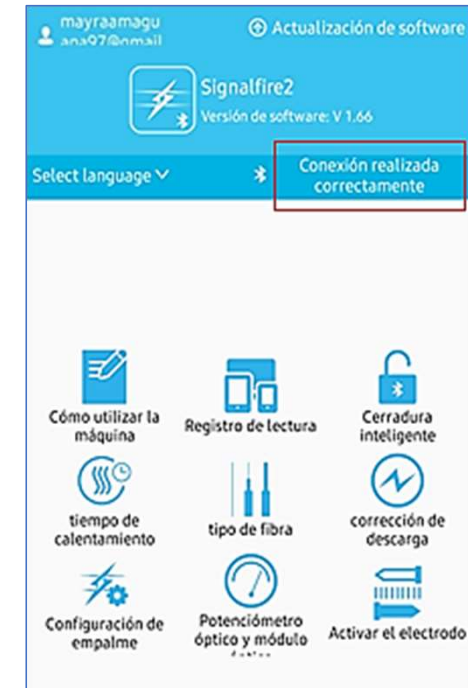 mayraamagu
Actualización de software
Signalfire2
Versión de software: V 1.66
Select language
Conexión realizada
correctamente
Cómo utilizar la
máquina
Registro de lectura
Cerradura
inteligente
tiempo de
calentamiento
tipo de fibra
corrección de
descarga
Configuración de
empalme
Potenciómetro
óptico y módulo
Activar el electrodo